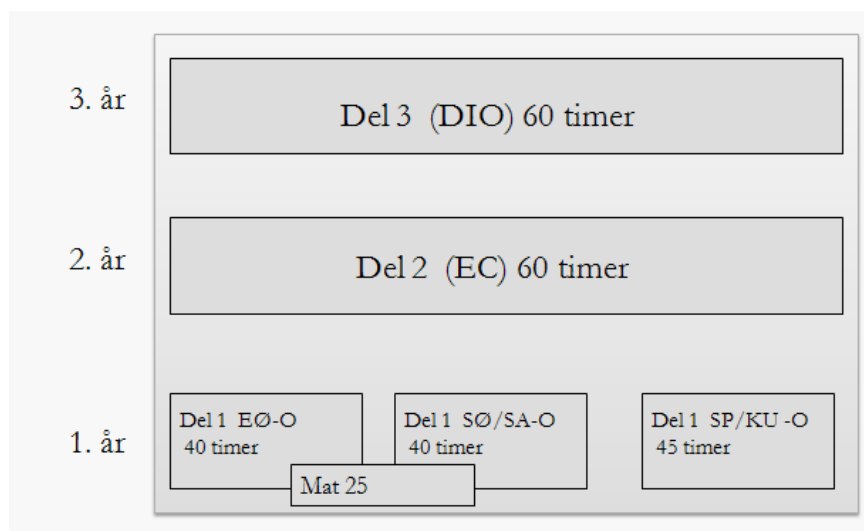 3. år
Del 3 (DIO) 60 timer
2. år
Del 2 (EC) 60 timer
1. år
Del 1 EØ-O
40 timer
Del 1 SØ/SA-O
40 timer
Del 1 SP/KU -O
45 timer
Mat 25